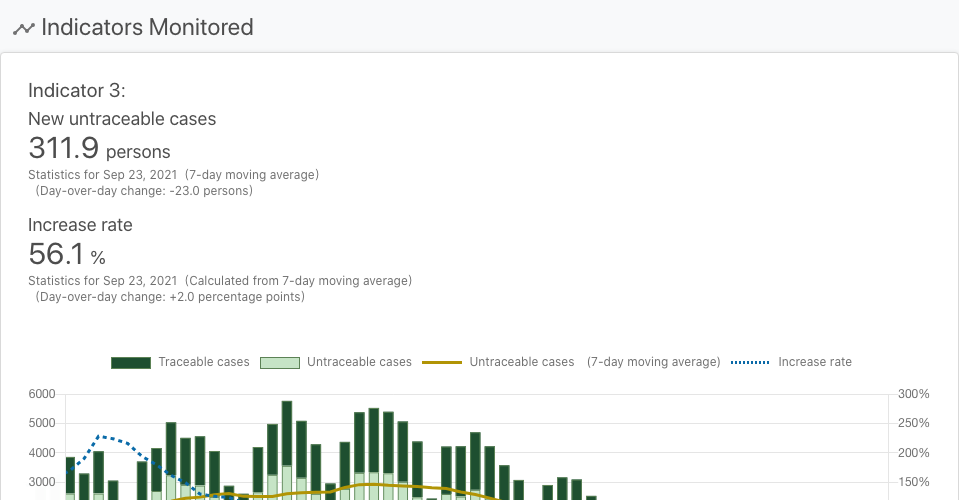 Indicators Monitored
Indicator 3:
New untraceable cases
311.9 persons
Statistics for Sep 23, 2021 (7-day moving average)
(Day-over-day change: -23.0 persons)
Increase rate
56.1 %
Statistics for Sep 23, 2021 (Calculated from 7-day moving average)
(Day-over-day change: +2.0 percentage points)
Traceable cases Untraceable cases Untraceable cases (7-day moving average) Increase rate
6000 300%
5000 250%
4000 200%
3000 150%